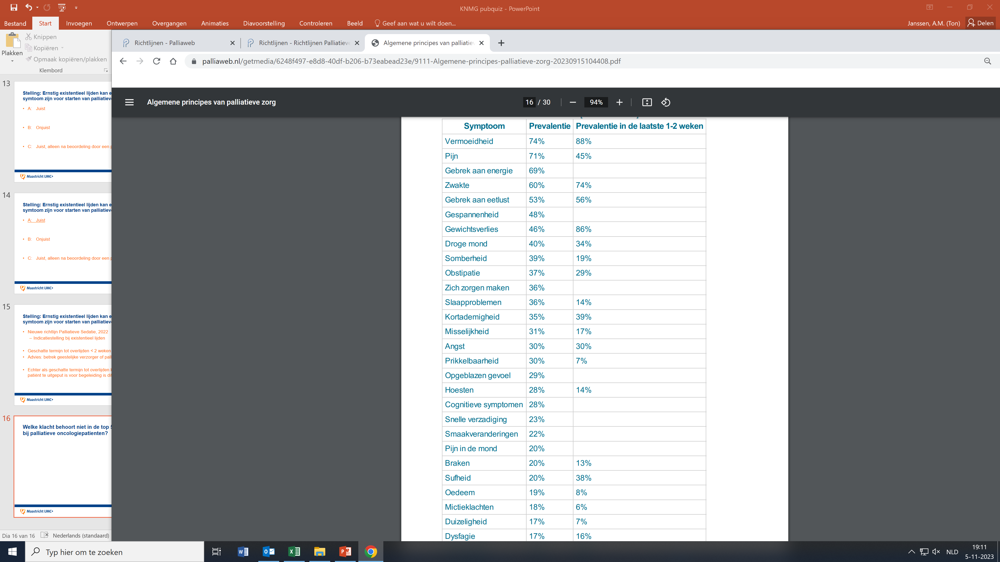 KNMG pubquiz - PowerPoint
Bestand Start Invoegen Ontwerpen Overgangen Animaties Diavoorstelling Controleren Beeld Geef aan wat u wilt doen... Janssen, A.M. (Ton) Delen
Plakken
Knippen
Kopiëren
Opmaak kopiëren/plakken
Klembord
Richtlijnen - Palliaweb
Richtlijnen - Richtlijnen Palliatieve
Algemene principes van palliatiev
palliaweb.nl/getmedia/6248f497-e8d8-40df-b206-b73eabead23e/9111-Algemene-principes-palliatieve-zorg-20230915104408.pdf
Algemene principes van palliatieve zorg
16 / 30
94%
13
Stelling: Ernstig existentieel lijden kan e
symtoom zijn voor starten van palliatieve
• A: Juist
• B: Onjuist
• C: Juist, alleen na beoordeling door een p
Maastricht UMC+
14
Stelling: Ernstig existentieel lijden kan e
symtoom zijn voor starten van palliatieve
• A: Juist
• B: Onjuist
• C: Juist, alleen na beoordeling door een p
Maastricht UMC+
15
Stelling: Ernstig existentieel lijden kan e
symtoom zijn voor starten van palliatieve
• Nieuwe richtlijn Palliatieve Sedatie, 2022
– Indicatiestelling bij existentieel lijden
• Geschatte termijn tot overlijden < 2 weken
• Advies: betrek geestelijke verzorger of pall
• Echter als geschatte termijn tot overlijden k
patiënt te uitgeput is voor begeleiding is dit
Maastricht UMC+
16
Welke klacht behoort niet in de top 5
bij palliatieve oncologiepatienten?
Maastricht UMC+
Symptoom Prevalentie Prevalentie in de laatste 1-2 weken
Vermoeidheid 74% 88%
Pijn 71% 45%
Gebrek aan energie 69%
Zwakte 60% 74%
Gebrek aan eetlust 53% 56%
Gespannenheid 48%
Gewichtsverlies 46% 86%
Droge mond 40% 34%
Somberheid 39% 19%
Obstipatie 37% 29%
Zich zorgen maken 36%
Slaapproblemen 36% 14%
Kortademigheid 35% 39%
Misselijkheid 31% 17%
Angst 30% 30%
Prikkelbaarheid 30% 7%
Opgeblazen gevoel 29%
Hoesten 28% 14%
Cognitieve symptomen 28%
Snelle verzadiging 23%
Smaakveranderingen 22%
Pijn in de mond 20%
Braken 20% 13%
Sufheid 20% 38%
Oedeem 19% 8%
Mictieklachten 18% 6%
Duizeligheid 17% 7%
Dysfagie 17% 16%
Dia 16 van 16 Nederlands (standaard)
Typ hier om te zoeken
NLD
19:11
5-11-2023